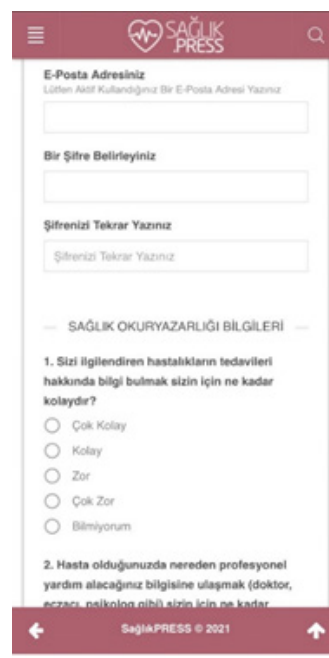 SAĞLIK
.PRESS
E-Posta Adresiniz
Lütfen Aktif Kullandığınız Bir E-Posta Adresi Yazınız
Bir Şifre Belirleyiniz
Şifrenizi Tekrar Yazınız
Şifrenizi Tekrar Yazınız
SAĞLIK OKURYAZARLIĞI BİLGİLERİ
1. Sizi ilgilendiren hastalıkların tedavileri
hakkında bilgi bulmak sizin için ne kadar
kolaydır?
Çok Kolay
Kolay
Zor
Çok Zor
Bilmiyorum
2. Hasta olduğunuzda nereden profesyonel
yardım alacağınız bilgisine ulaşmak (doktor,
eczacı, psikolog gibi) sizin için ne kadar
SağlıkPRESS © 2021